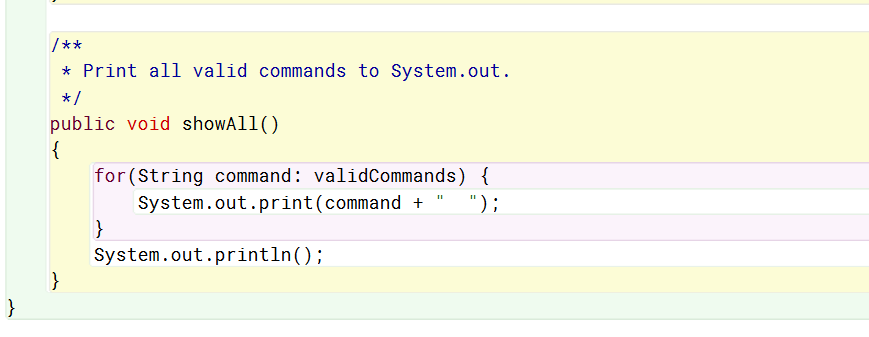 /**
 * Print all valid commands to System.out.
 */
public void showAll()
{
    for(String command: validCommands) {
        System.out.print(command + "  ");
    }
    System.out.println();
}
}